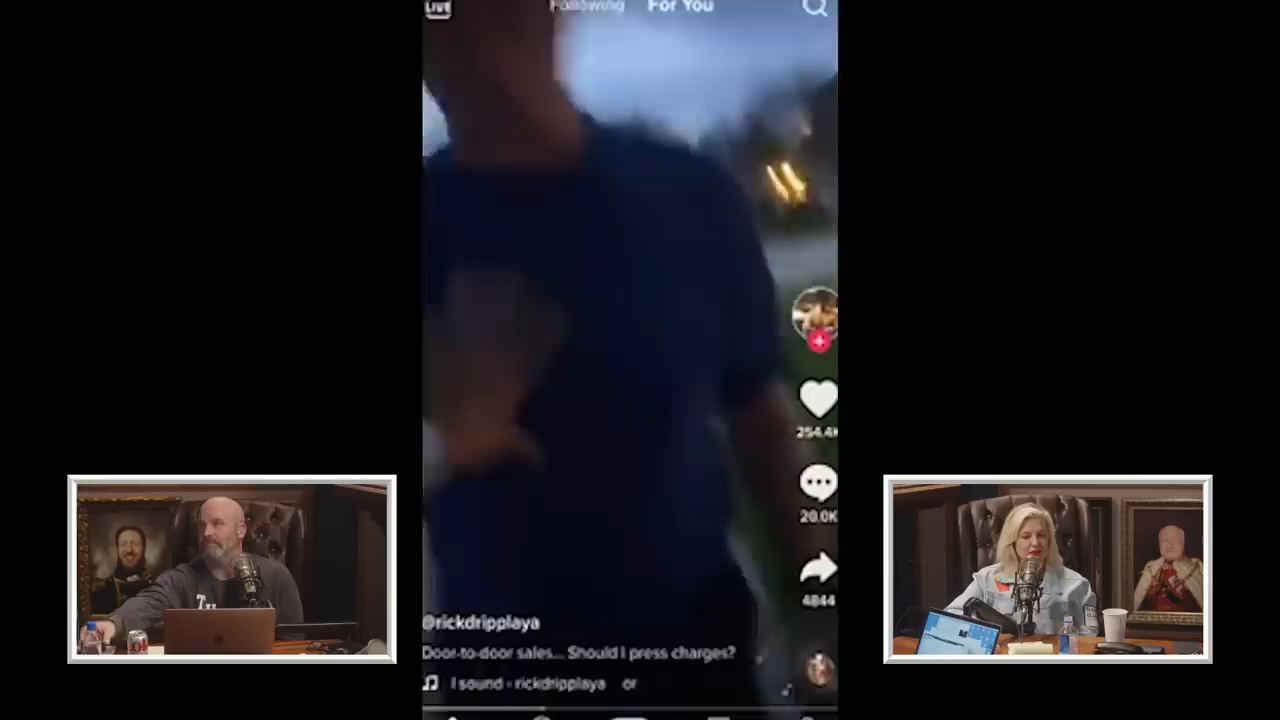 LIVE
Following For You
254.4K
20.0K
4844
@rickdripplaya
Door-to-door sales... Should I press charges?
l sound - rickdripplaya or